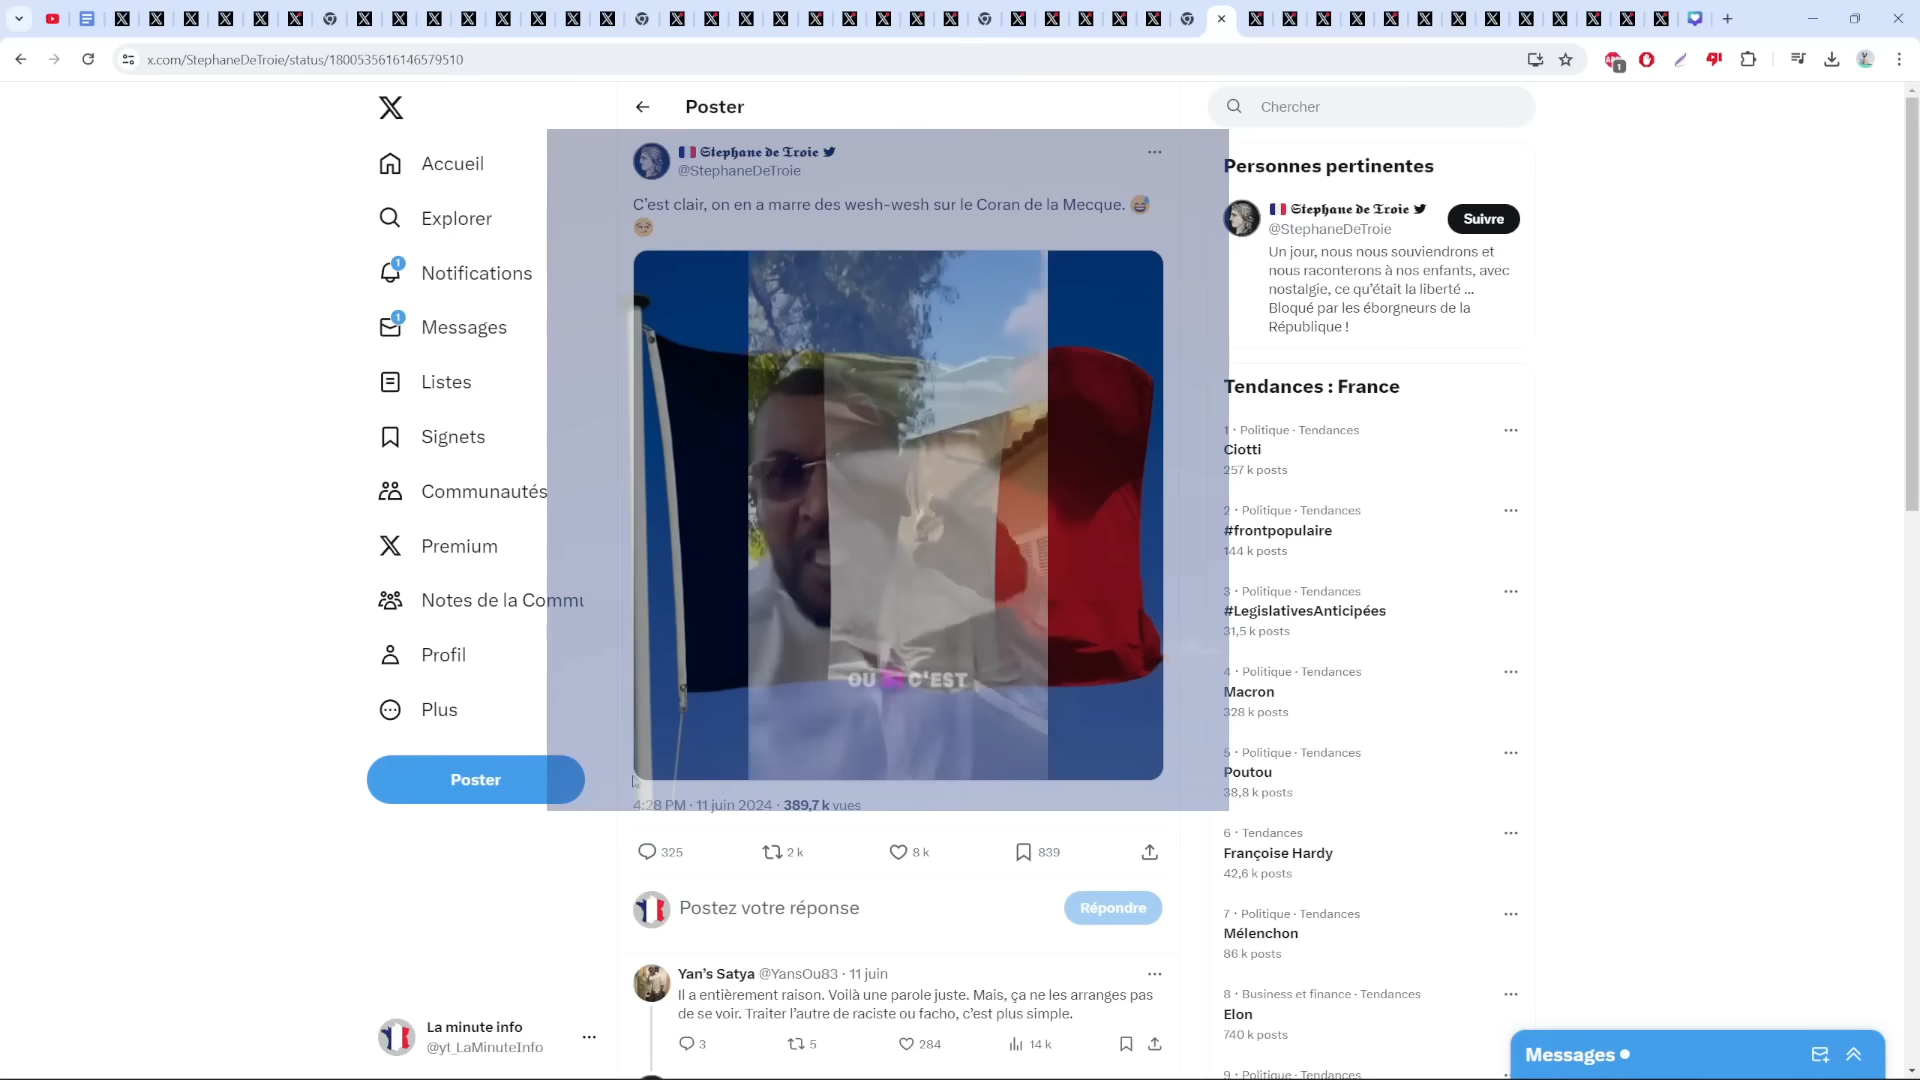 x.com/StephaneDeTroie/status/1800535616146579510
1
Accueil
Explorer
1
Notifications
1
Messages
Listes
Signets
Communautés
Premium
Notes de la Commu
Profil
Plus
Poster
La minute info
@yt_LaMinuteInfo
Poster
Stephane de Troie
@StephaneDeTroie
C'est clair, on en a marre des wesh-wesh sur le Coran de la Mecque.
OU C'EST
4:28 PM · 11 juin 2024 · 389,7 k vues
325 2 k 8 k 839
Postez votre réponse
Répondre
Yan's Satya @YansOu83 · 11 juin
Il a entièrement raison. Voilà une parole juste. Mais, ça ne les arranges pas
de se voir. Traiter l'autre de raciste ou facho, c'est plus simple.
3 5 284 14 k
Chercher
Personnes pertinentes
Stephane de Troie
@StephaneDeTroie
Suivre
Un jour, nous nous souviendrons et
nous raconterons à nos enfants, avec
nostalgie, ce qu'était la liberté ...
Bloqué par les éborgneurs de la
République !
Tendances : France
1 · Politique · Tendances
Ciotti
257 k posts
2 · Politique · Tendances
#frontpopulaire
144 k posts
3 · Politique · Tendances
#LegislativesAnticipées
31,5 k posts
4 · Politique · Tendances
Macron
328 k posts
5 · Politique · Tendances
Poutou
38,8 k posts
6 · Tendances
Françoise Hardy
42,6 k posts
7 · Politique · Tendances
Mélenchon
86 k posts
8 · Business et finance · Tendances
Elon
740 k posts
9 · Politique · Tendances
Messages